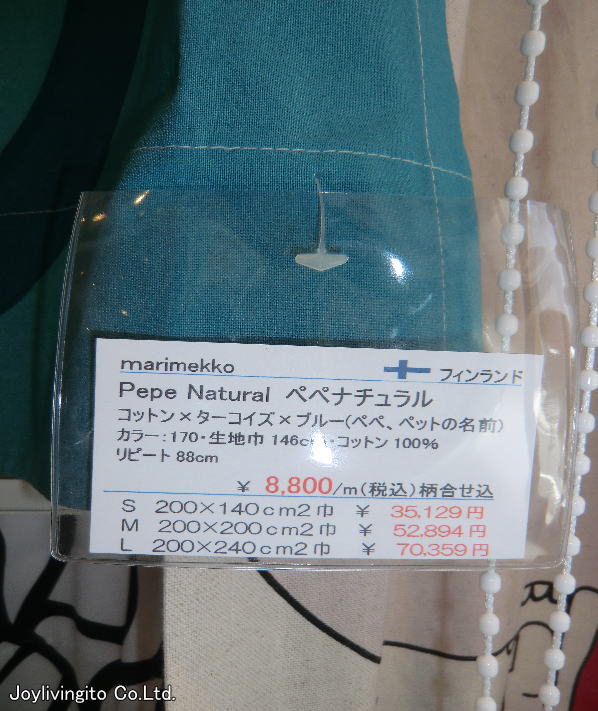 marimekko フィンランド
Pepe Natural ペペナチュラル
コットン×ターコイズ×ブルー(ペペ、ペットの名前)
カラー:170・生地巾 146cm・コットン 100%
リピート 88cm
¥ 8,800/m(税込)柄合せ込
S 200×140cm2巾 ¥ 35,129円
M 200×200cm2巾 ¥ 52,894円
L 200×240cm2巾 ¥ 70,359円
Joylivingito Co.Ltd.